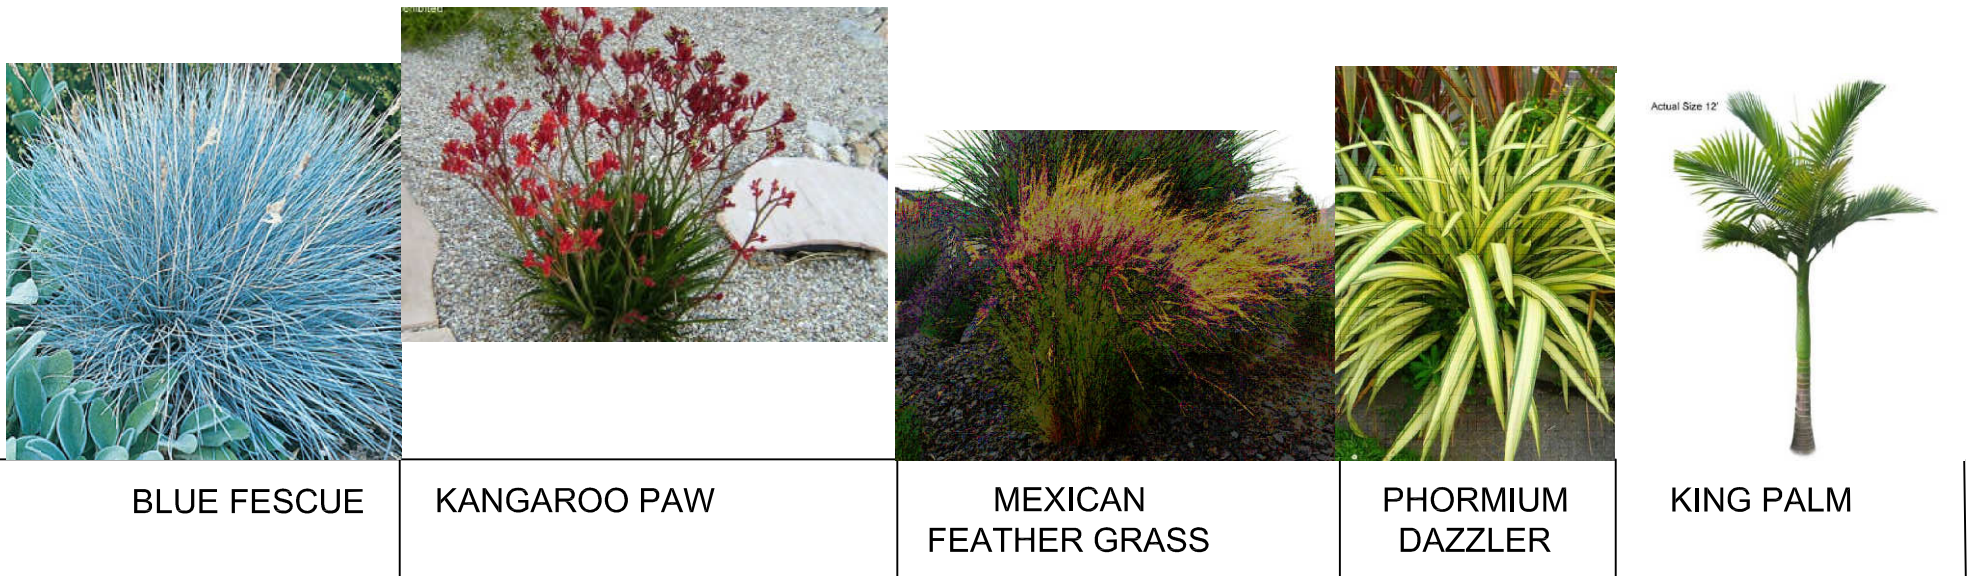 Actual Size 12'
BLUE FESCUE
KANGAROO PAW
MEXICAN
FEATHER GRASS
PHORMIUM
DAZZLER
KING PALM